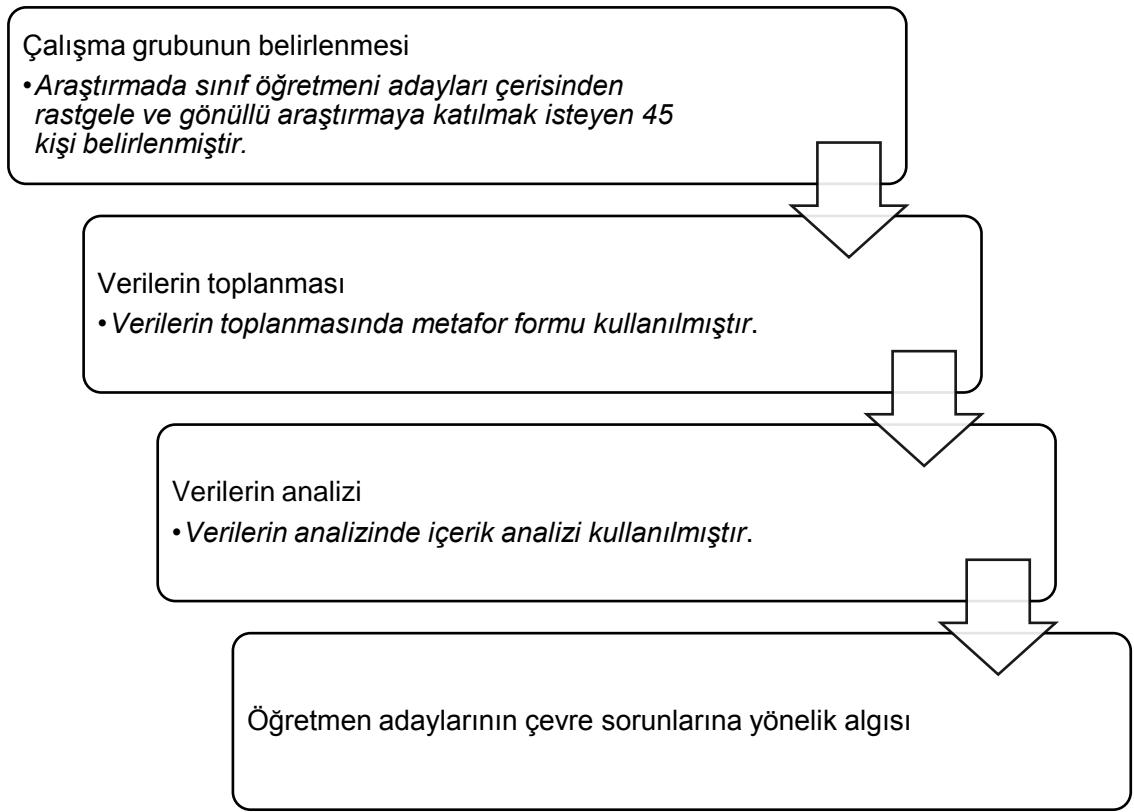 Çalışma grubunun belirlenmesi
•Araştırmada sınıf öğretmeni adayları çerisinden
rastgele ve gönüllü araştırmaya katılmak isteyen 45
kişi belirlenmiştir.
Verilerin toplanması
•Verilerin toplanmasında metafor formu kullanılmıştır.
Verilerin analizi
•Verilerin analizinde içerik analizi kullanılmıştır.
Öğretmen adaylarının çevre sorunlarına yönelik algısı